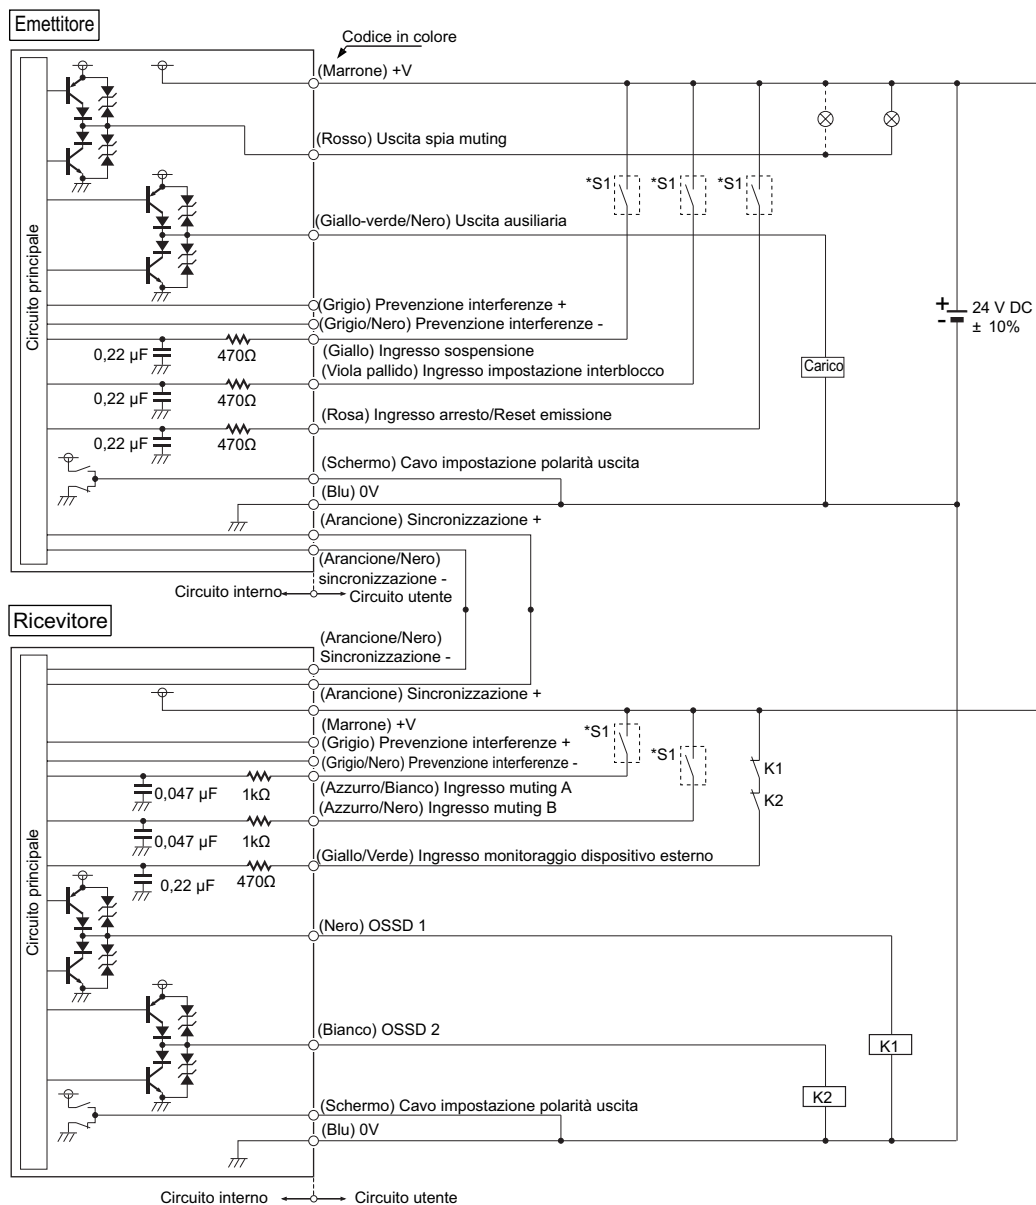 Emettitore
Codice in colore
(Marrone) +V
(Rosso) Uscita spia muting
*S1
*S1
*S1
(Giallo-verde/Nero) Uscita ausiliaria
Circuito principale
(Grigio) Prevenzione interferenze +
(Grigio/Nero) Prevenzione interferenze -
+
-
24 V DC
± 10%
0,22 µF
470Ω
(Giallo) Ingresso sospensione
(Viola pallido) Ingresso impostazione interblocco
Carico
0,22 µF
470Ω
(Rosa) Ingresso arresto/Reset emissione
0,22 µF
470Ω
(Schermo) Cavo impostazione polarità uscita
(Blu) 0V
(Arancione) Sincronizzazione +
(Arancione/Nero)
sincronizzazione -
Circuito interno
Circuito utente
Ricevitore
(Arancione/Nero)
Sincronizzazione -
(Arancione) Sincronizzazione +
(Marrone) +V
*S1
(Grigio) Prevenzione interferenze +
*S1
(Grigio/Nero) Prevenzione interferenze -
K1
0,047 µF
1kΩ
(Azzurro/Bianco) Ingresso muting A
K2
(Azzurro/Nero) Ingresso muting B
0,047 µF
1kΩ
(Giallo/Verde) Ingresso monitoraggio dispositivo esterno
0,22 µF
470Ω
Circuito principale
(Nero) OSSD 1
(Bianco) OSSD 2
K1
K2
(Schermo) Cavo impostazione polarità uscita
(Blu) 0V
Circuito interno
Circuito utente